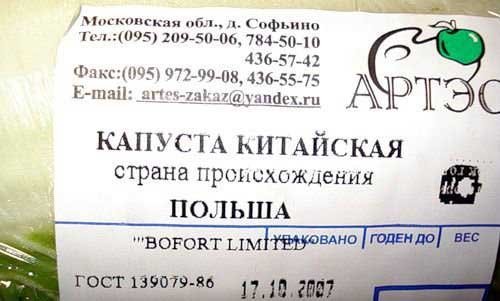 Московская обл., д. Софьино
Тел.:(095) 209-50-06, 784-50-10
436-57-42
Факс:(095) 972-99-08, 436-55-75
E-mail: artes-zakaz@yandex.ru
АРТЭС
КАПУСТА КИТАЙСКАЯ
страна происхождения
ПОЛЬША
'"BOFORT LIMITED
УПАКОВАНО ГОДЕН ДО ВЕС
ГОСТ 139079-86 17.10.2007